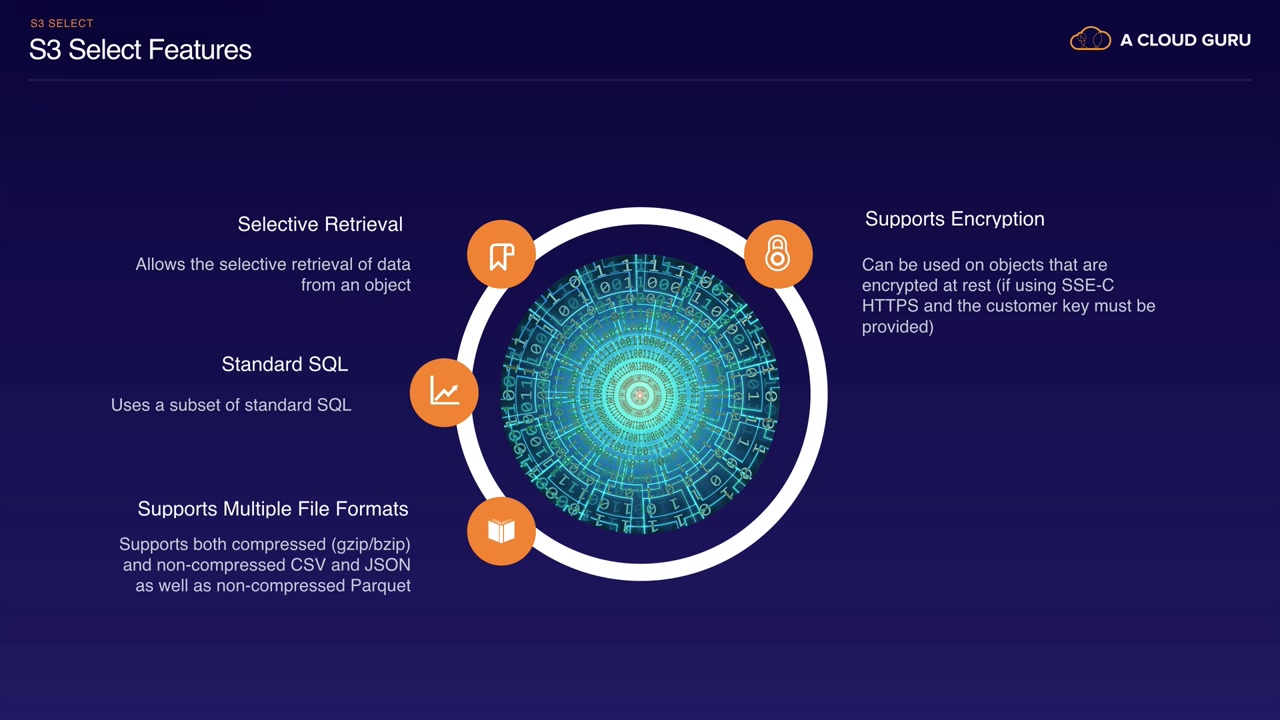 S3 SELECT
S3 Select Features
A CLOUD GURU
Selective Retrieval
Allows the selective retrieval of data
from an object
Standard SQL
Uses a subset of standard SQL
Supports Multiple File Formats
Supports both compressed (gzip/bzip)
and non-compressed CSV and JSON
as well as non-compressed Parquet
Supports Encryption
Can be used on objects that are
encrypted at rest (if using SSE-C
HTTPS and the customer key must be
provided)